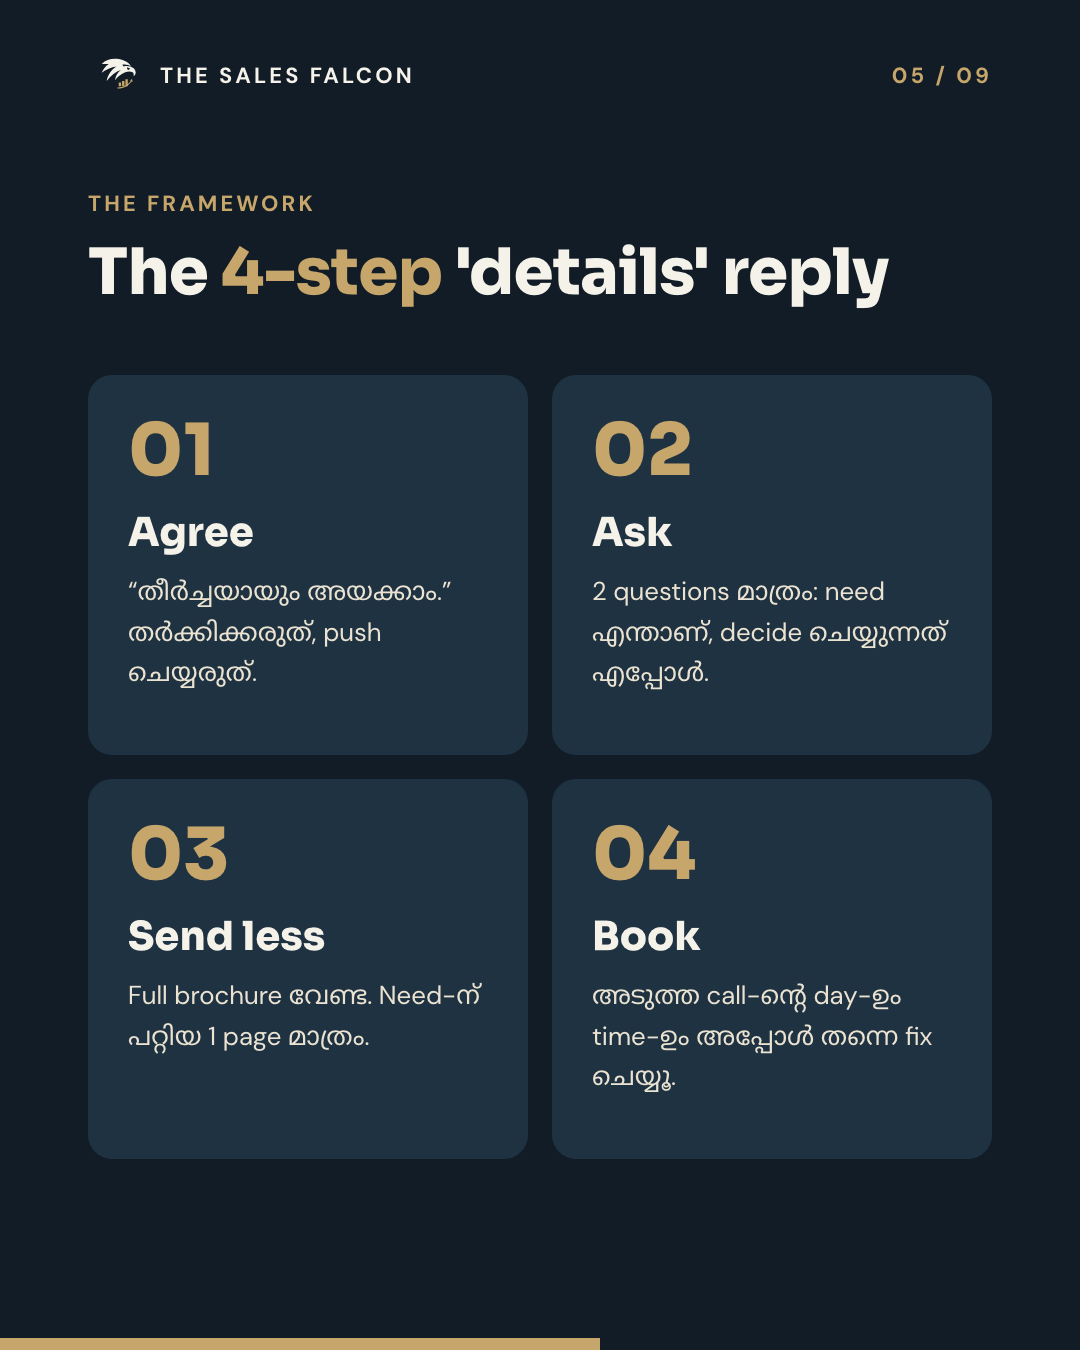 THE SALES FALCON
05 / 09
THE FRAMEWORK
The 4-step 'details' reply
01
Agree
“തീർച്ചയായും അയക്കാം.”
തർക്കിക്കരുത്, push
ചെയ്യരുത്.
02
Ask
2 questions മാത്രം: need
എന്താണ്, decide ചെയ്യുന്നത്
എപ്പോൾ.
03
Send less
Full brochure വേണ്ട. Need-ന്
പറ്റിയ 1 page മാത്രം.
04
Book
അടുത്ത call-ന്റെ day-ഉം
time-ഉം അപ്പോൾ തന്നെ fix
ചെയ്യൂ.